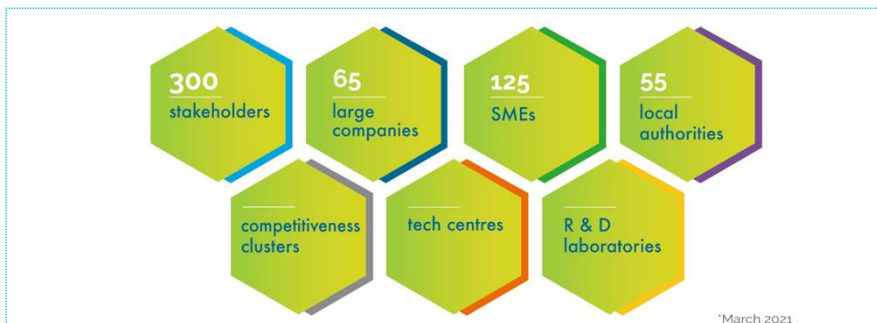 300
stakeholders
65
large
companies
125
SMEs
55
local
authorities
competitiveness
clusters
tech centres
R & D
laboratories
*March 2021